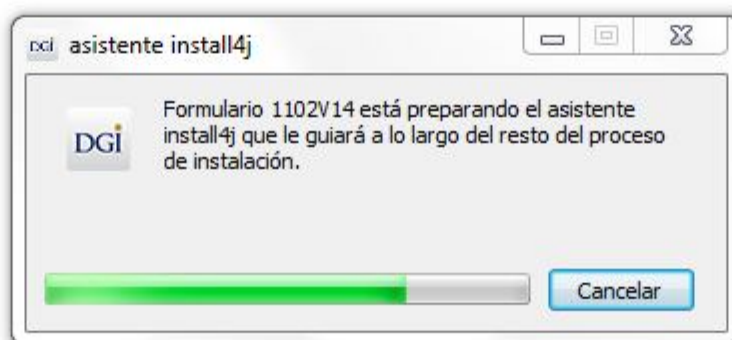 DGI asistente install4j
DGI
Formulario 1102V14 está preparando el asistente
install4j que le guiará a lo largo del resto del proceso
de instalación.
Cancelar